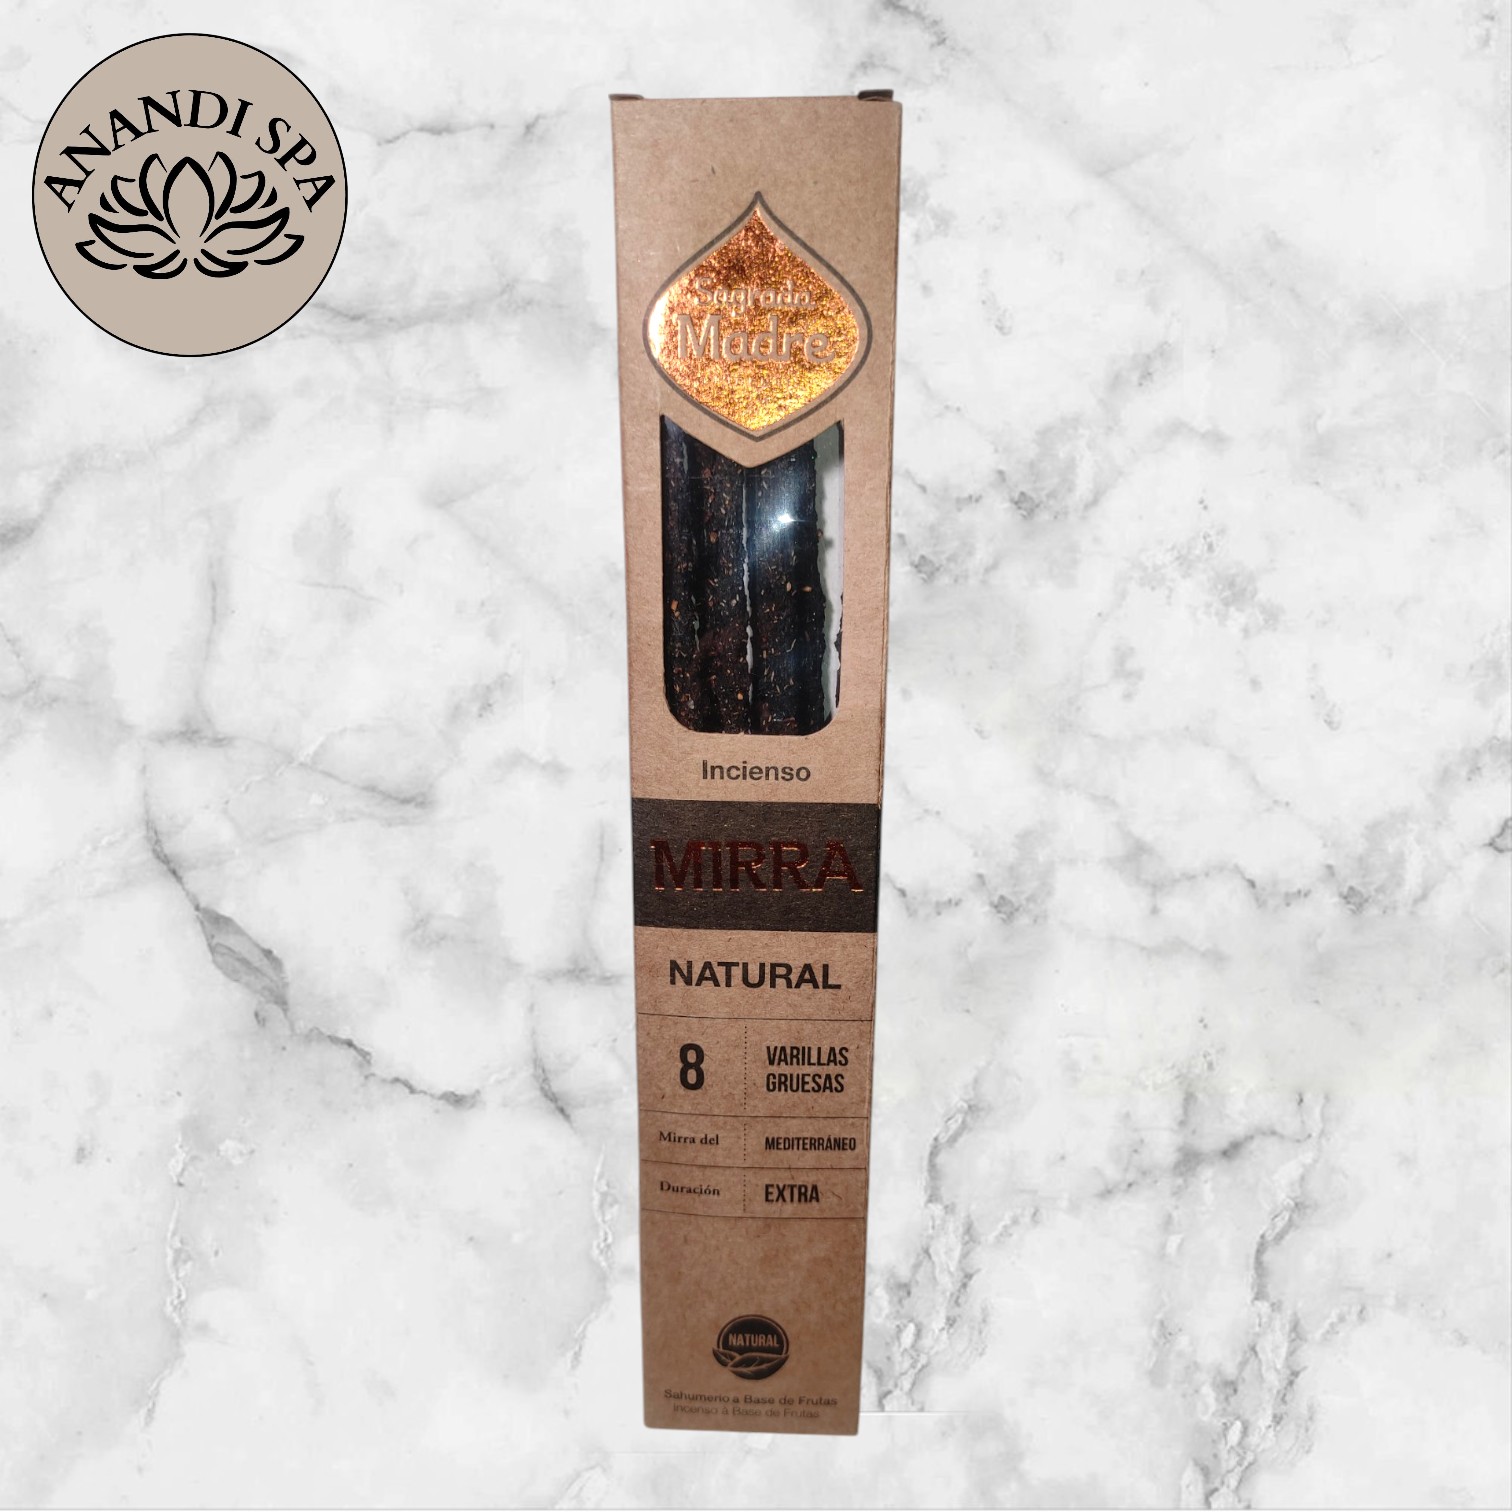 ANANDI SPA
Sagrada
Madre
Incienso
MIRRA
NATURAL
8
VARILLAS
GRUESAS
Mirra del
MEDITERRÁNEO
Duración
EXTRA
NATURAL
Sahumerio a Base de Frutas
Incenso à Base de Frutas